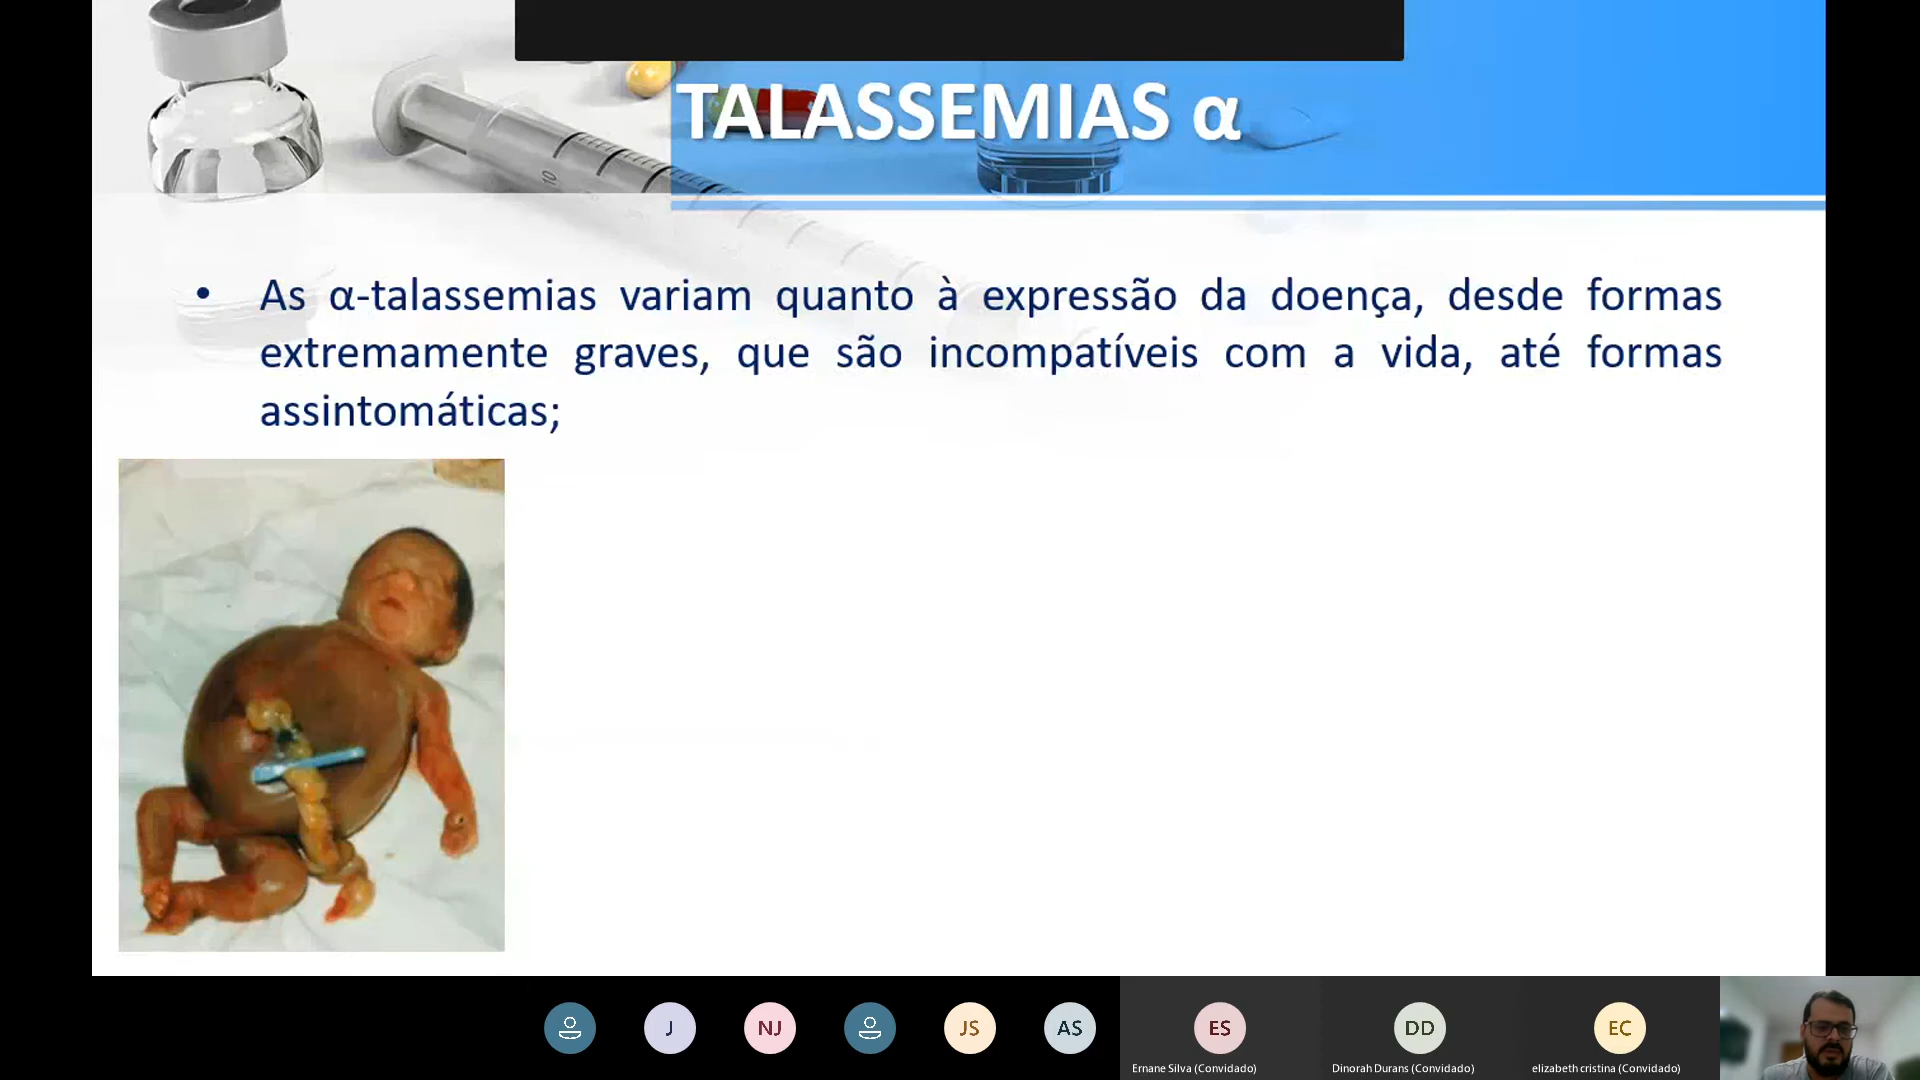 TALASSEMIAS α
• As α-talassemias variam quanto à expressão da doença, desde formas
extremamente graves, que são incompatíveis com a vida, até formas
assintomáticas;
10
J
NJ
JS
AS
ES
DD
EC
Ernane Silva (Convidado)
Dinorah Durans (Convidado)
elizabeth cristina (Convidado)